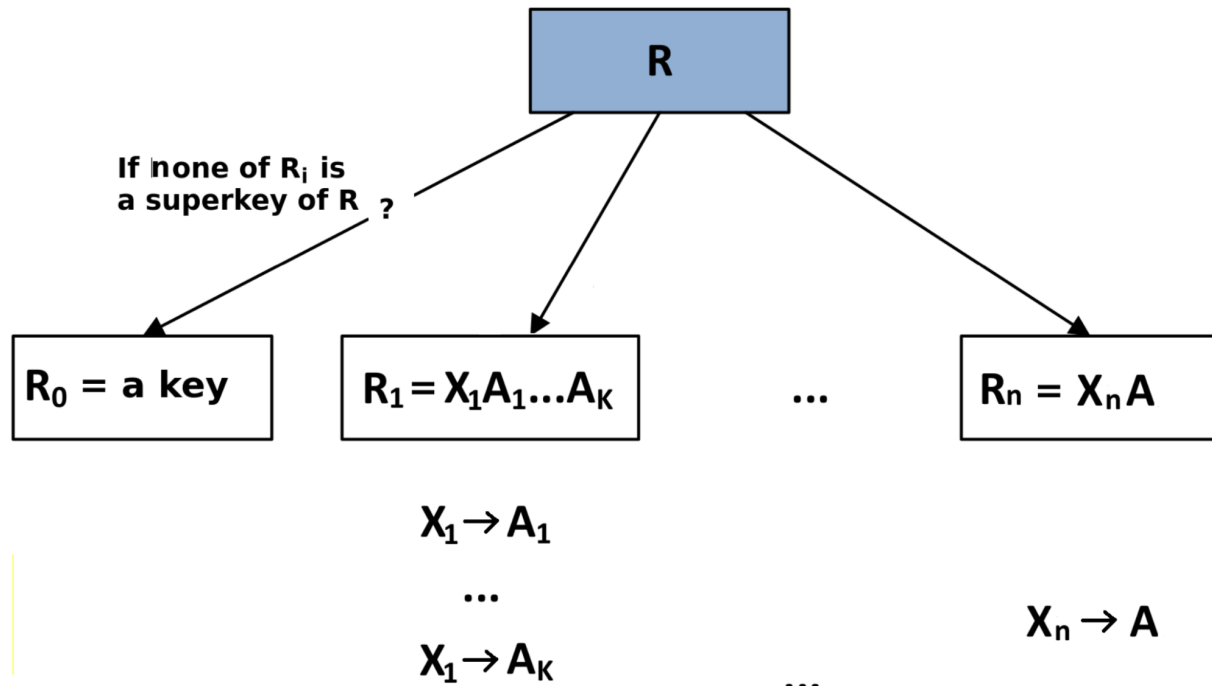 R
If none of Rᵢ is
a superkey of R ?
R₀ = a key
R₁ = X₁A₁...Aₖ
...
Rₙ = XₙA
X₁ → A₁
...
X₁ → Aₖ
Xₙ → A
...